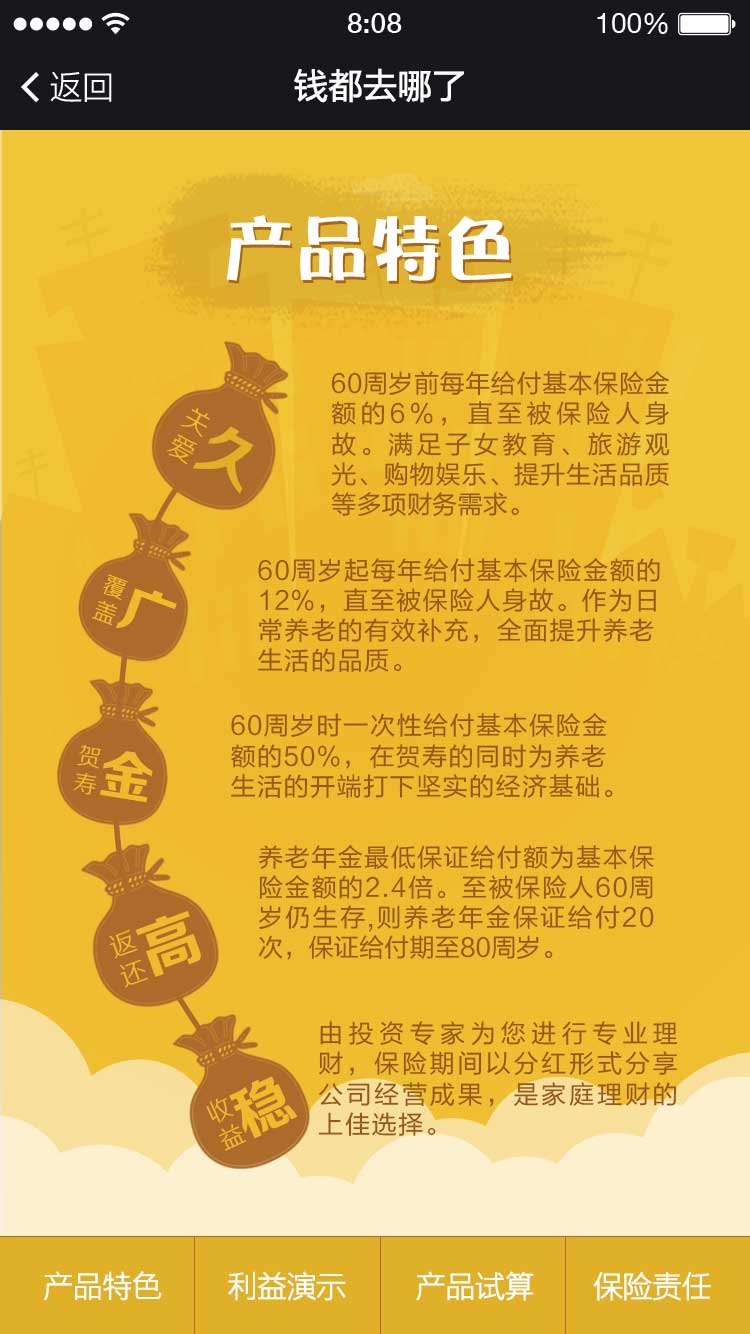 8:08
100%
返回
钱都去哪了
产品特色
关爱久
60周岁前每年给付基本保险金
额的6%，直至被保险人身
故。满足子女教育、旅游观
光、购物娱乐、提升生活品质
等多项财务需求。
覆盖广
60周岁起每年给付基本保险金额的
12%，直至被保险人身故。作为日
常养老的有效补充，全面提升养老
生活的品质。
贺寿金
60周岁时一次性给付基本保险金
额的50%，在贺寿的同时为养老
生活的开端打下坚实的经济基础。
返还高
养老年金最低保证给付额为基本保
险金额的2.4倍。至被保险人60周
岁仍生存,则养老年金保证给付20
次，保证给付期至80周岁。
收益稳
由投资专家为您进行专业理
财，保险期间以分红形式分享
公司经营成果，是家庭理财的
上佳选择。
产品特色
利益演示
产品试算
保险责任